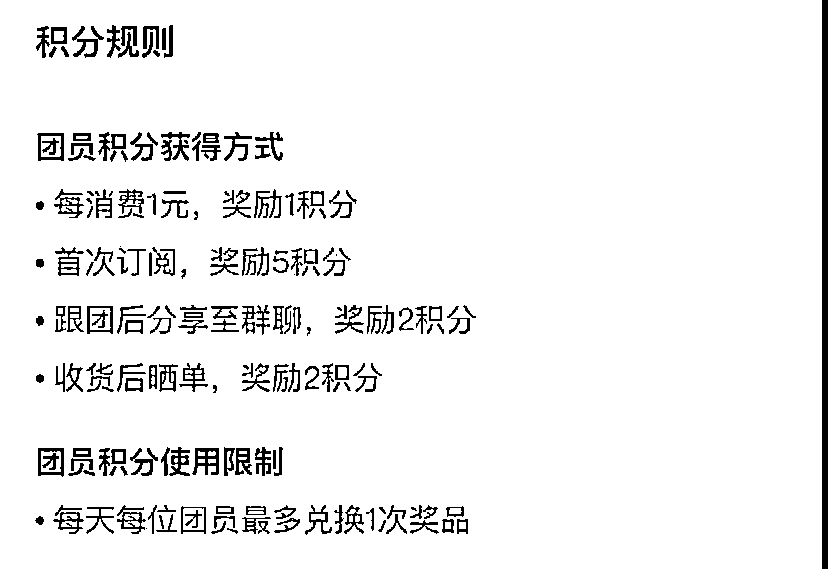 积分规则
团员积分获得方式
• 每消费1元，奖励1积分
• 首次订阅，奖励5积分
• 跟团后分享至群聊，奖励2积分
• 收货后晒单，奖励2积分
团员积分使用限制
• 每天每位团员最多兑换1次奖品